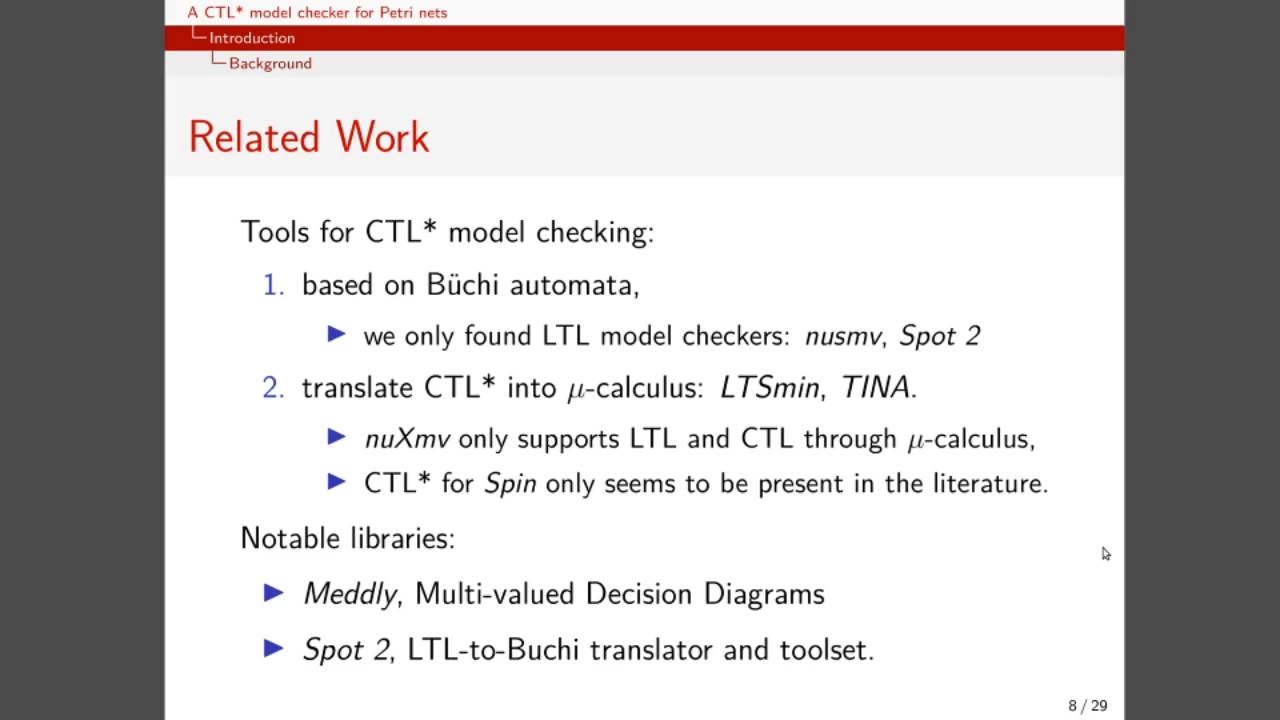 A CTL* model checker for Petri nets
Introduction
Background
Related Work
Tools for CTL* model checking:
1. based on Büchi automata,
▶ we only found LTL model checkers: nusmv, Spot 2
2. translate CTL* into μ-calculus: LTSmin, TINA.
▶ nuXmv only supports LTL and CTL through μ-calculus,
▶ CTL* for Spin only seems to be present in the literature.
Notable libraries:
▶ Meddly, Multi-valued Decision Diagrams
▶ Spot 2, LTL-to-Buchi translator and toolset.
8 / 29